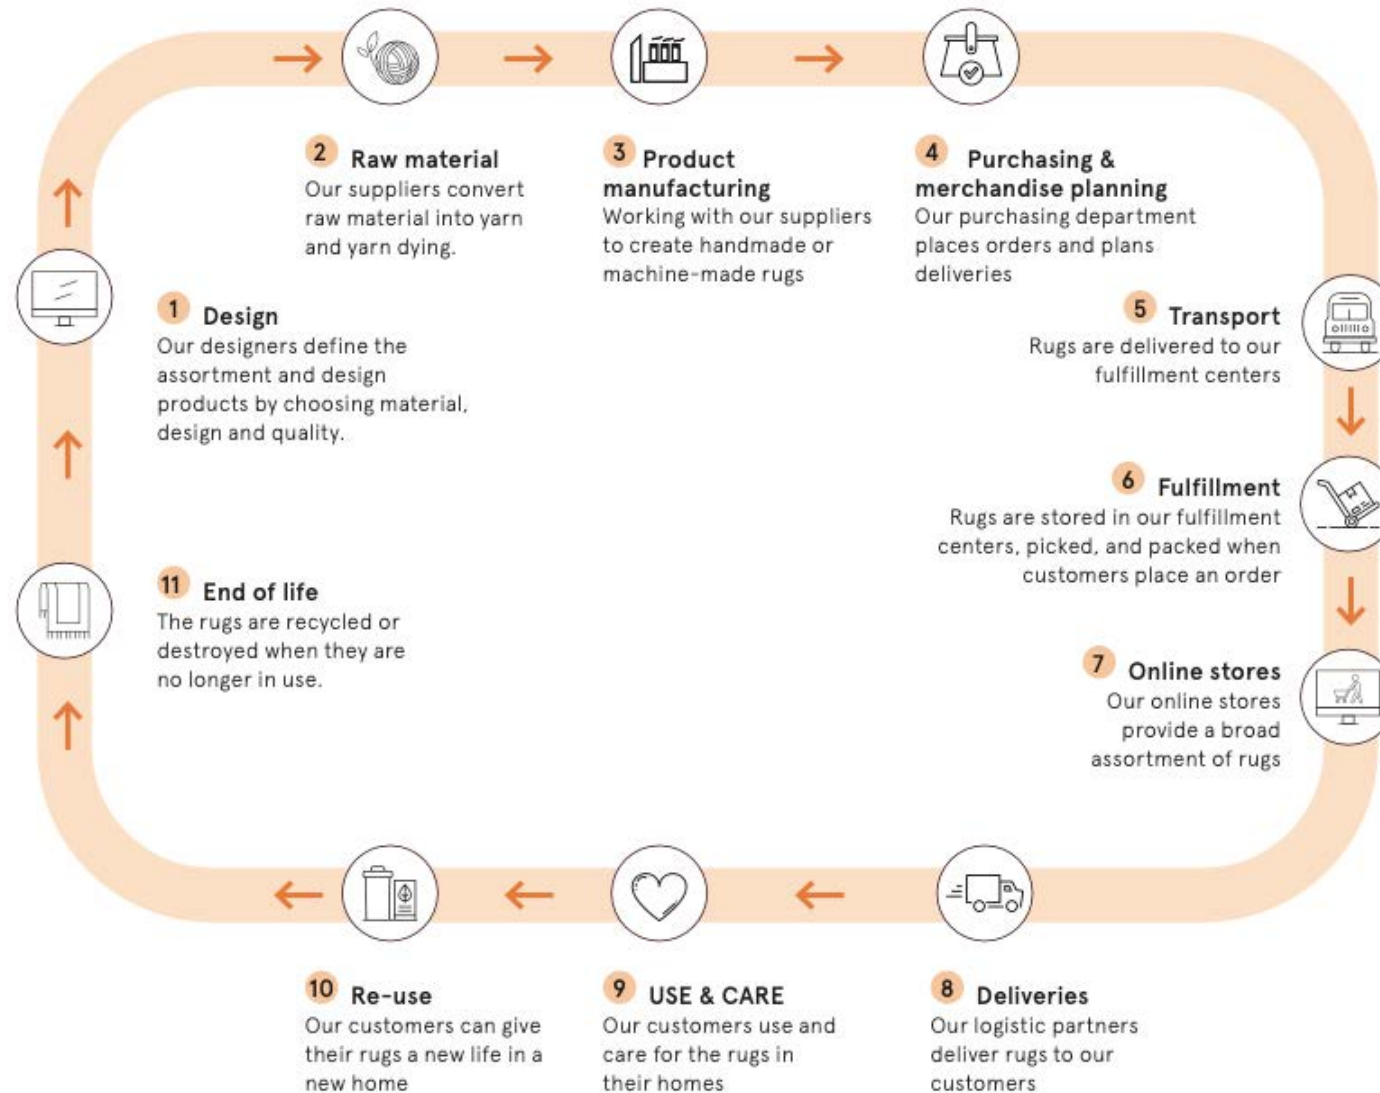 1 Design
Our designers define the
assortment and design
products by choosing material,
design and quality.
2 Raw material
Our suppliers convert
raw material into yarn
and yarn dying.
3 Product
manufacturing
Working with our suppliers
to create handmade or
machine-made rugs
4 Purchasing &
merchandise planning
Our purchasing department
places orders and plans
deliveries
5 Transport
Rugs are delivered to our
fulfillment centers
6 Fulfillment
Rugs are stored in our fulfillment
centers, picked, and packed when
customers place an order
7 Online stores
Our online stores
provide a broad
assortment of rugs
8 Deliveries
Our logistic partners
deliver rugs to our
customers
9 USE & CARE
Our customers use and
care for the rugs in
their homes
10 Re-use
Our customers can give
their rugs a new life in a
new home
11 End of life
The rugs are recycled or
destroyed when they are
no longer in use.